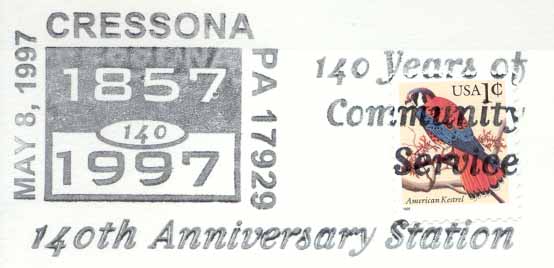 CRESSONA
MAY 8, 1997
PA 17929
1857
140
1997
140 Years of
Community
Service
USA 1¢
American Kestrel
140th Anniversary Station